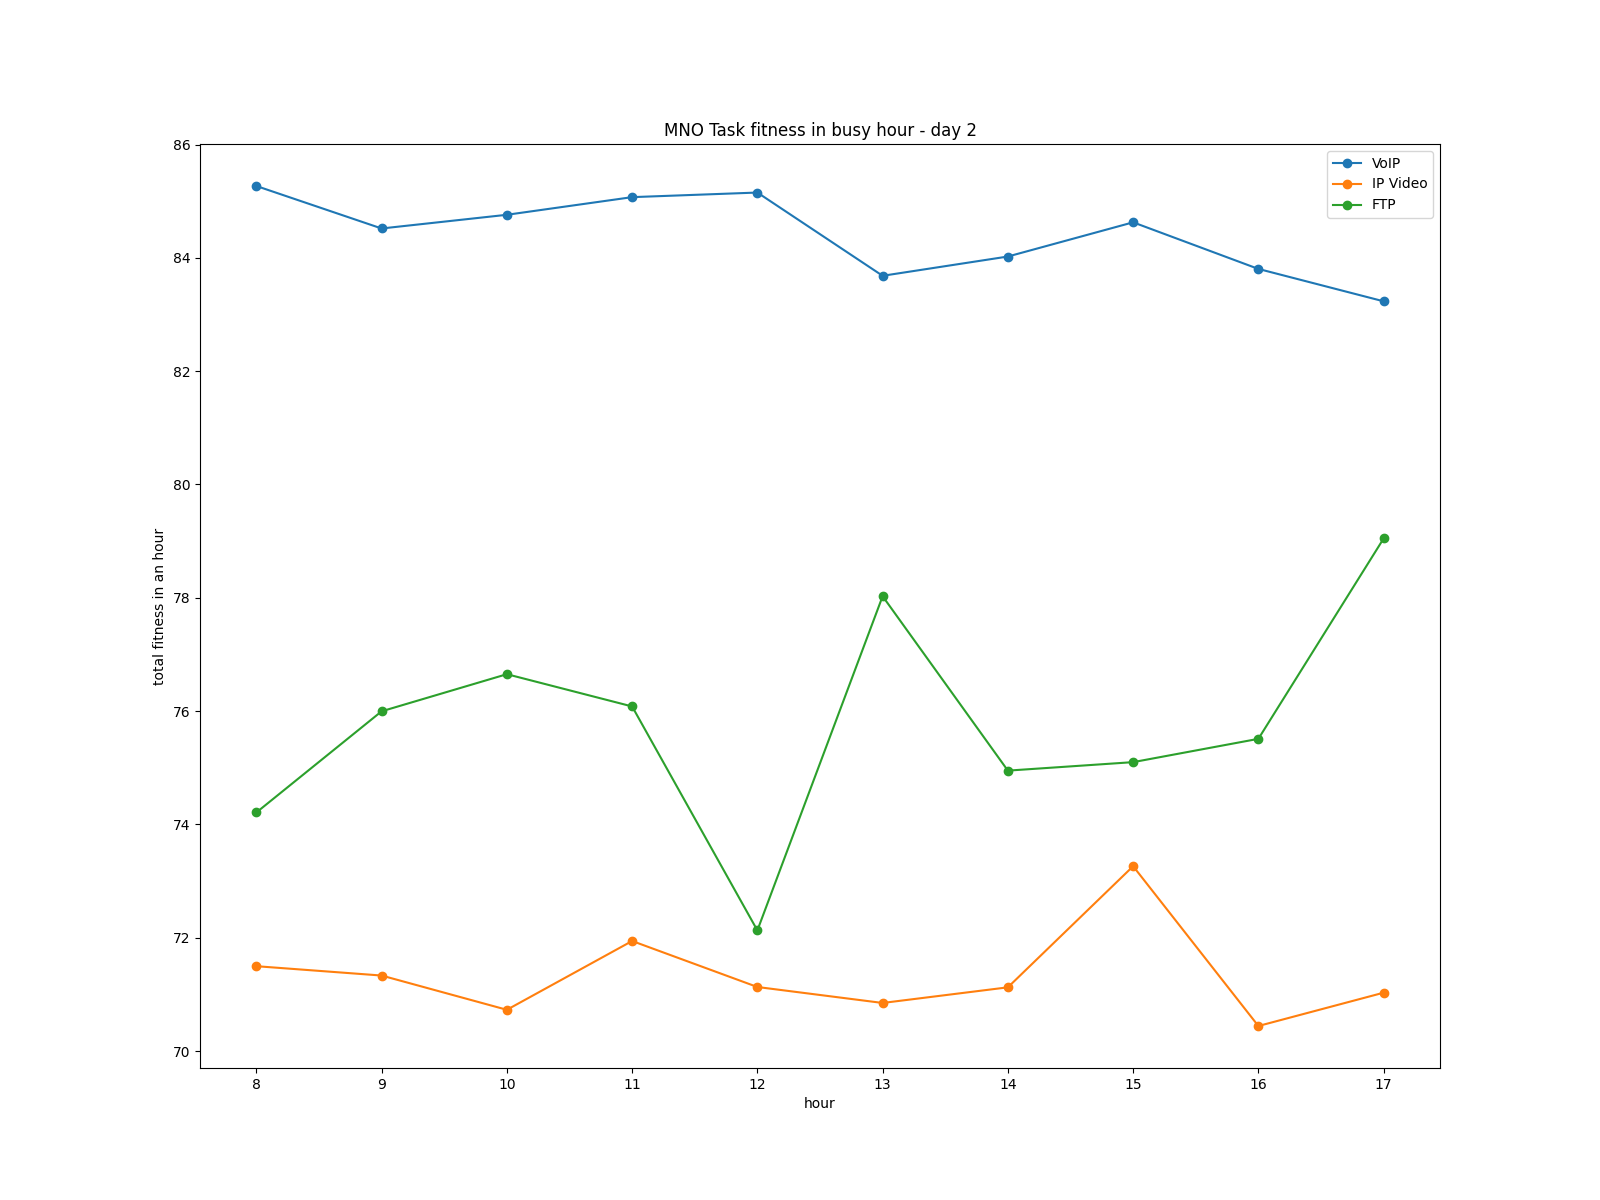 MNO Task fitness in busy hour - day 2
VoIP
IP Video
FTP
86
84
82
80
78
76
74
72
70
total fitness in an hour
8 9 10 11 12 13 14 15 16 17
hour